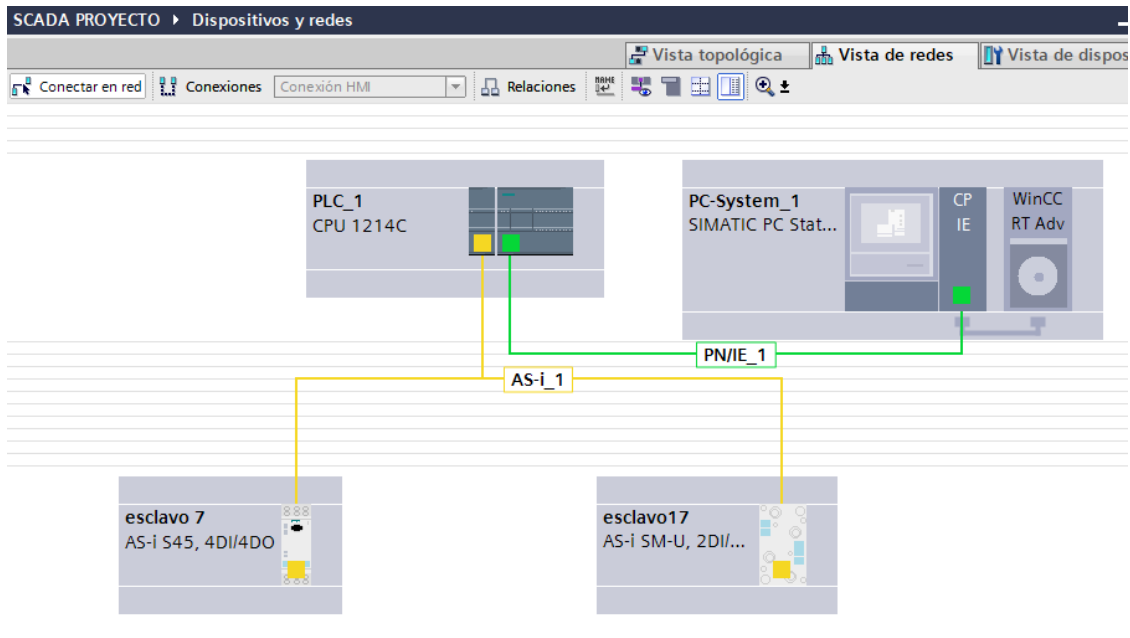 SCADA PROYECTO ▸ Dispositivos y redes
Vista topológica Vista de redes Vista de dispos
Conectar en red Conexiones Conexión HMI Relaciones
PLC_1
CPU 1214C
PC-System_1
SIMATIC PC Stat...
CP
IE
WinCC
RT Adv
PN/IE_1
AS-i_1
esclavo 7
AS-i S45, 4DI/4DO
esclavo17
AS-i SM-U, 2DI/...